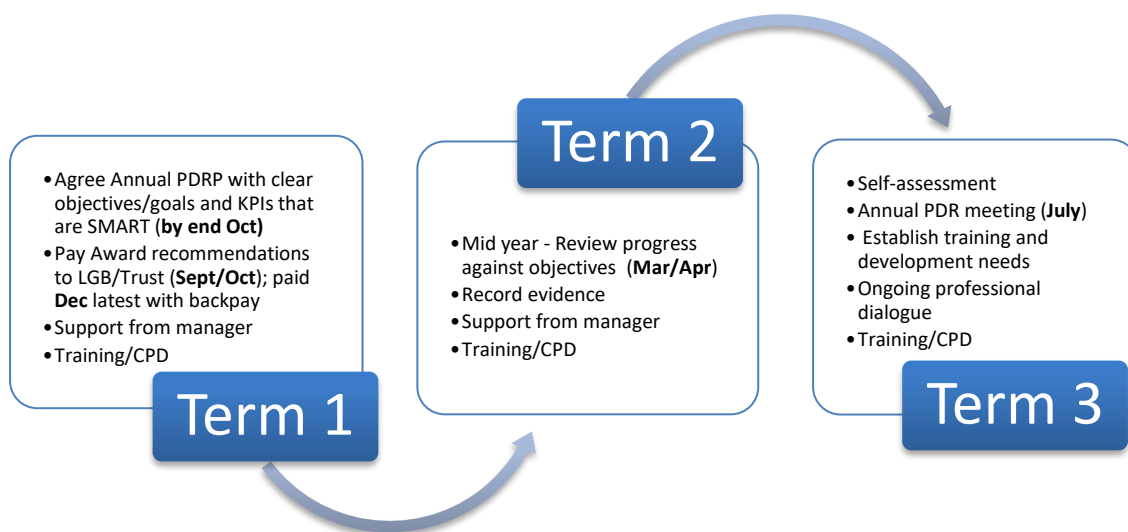 •Agree Annual PDRP with clear
objectives/goals and KPIs that
are SMART (by end Oct)
•Pay Award recommendations
to LGB/Trust (Sept/Oct); paid
Dec latest with backpay
•Support from manager
•Training/CPD
Term 1
Term 2
•Mid year - Review progress
against objectives (Mar/Apr)
•Record evidence
•Support from manager
•Training/CPD
•Self-assessment
•Annual PDR meeting (July)
• Establish training and
development needs
•Ongoing professional
dialogue
•Training/CPD
Term 3